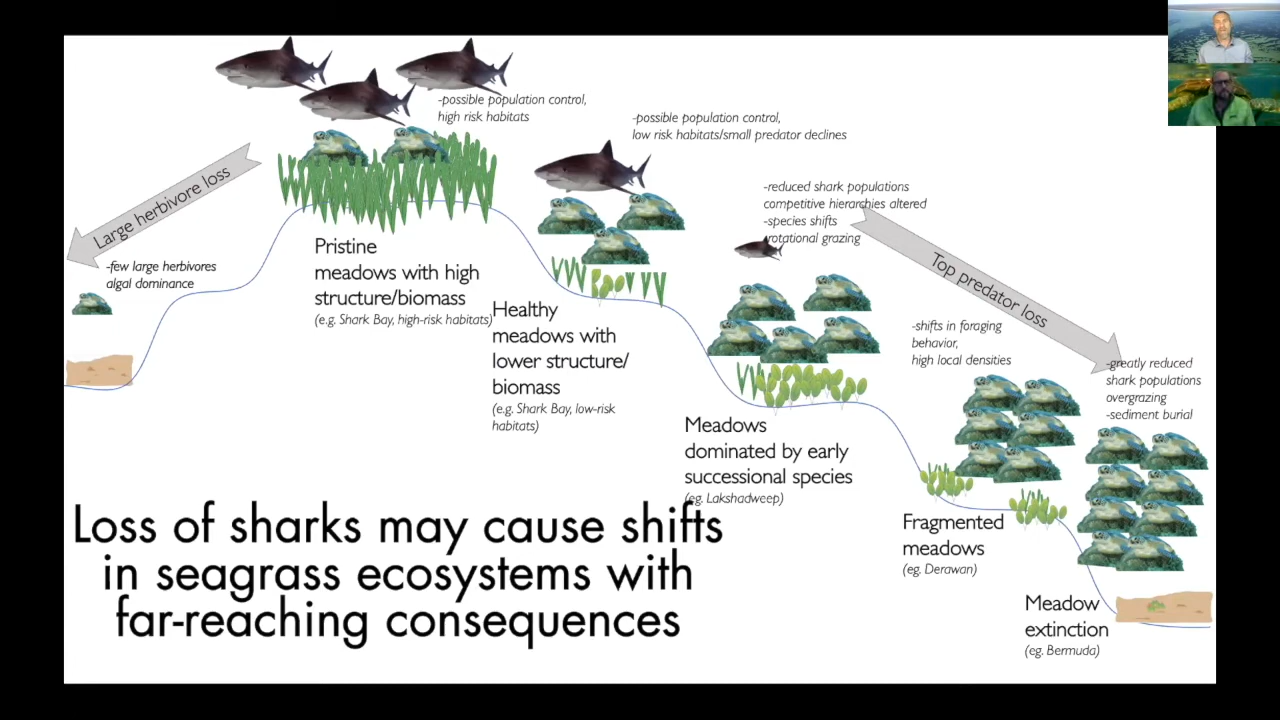 -possible population control,
high risk habitats
-possible population control,
low risk habitats/small predator declines
-reduced shark populations
competitive hierarchies altered
-species shifts
rotational grazing
Large herbivore loss
-few large herbivores
algal dominance
Pristine
meadows with high
structure/biomass
(e.g. Shark Bay, high-risk habitats)
Healthy
meadows with
lower structure/
biomass
(e.g. Shark Bay, low-risk
habitats)
Top predator loss
-shifts in foraging
behavior,
high local densities
-greatly reduced
shark populations
overgrazing
-sediment burial
Meadows
dominated by early
successional species
(eg. Lakshadweep)
Fragmented
meadows
(eg. Derawan)
Meadow
extinction
(eg. Bermuda)
Loss of sharks may cause shifts
in seagrass ecosystems with
far-reaching consequences